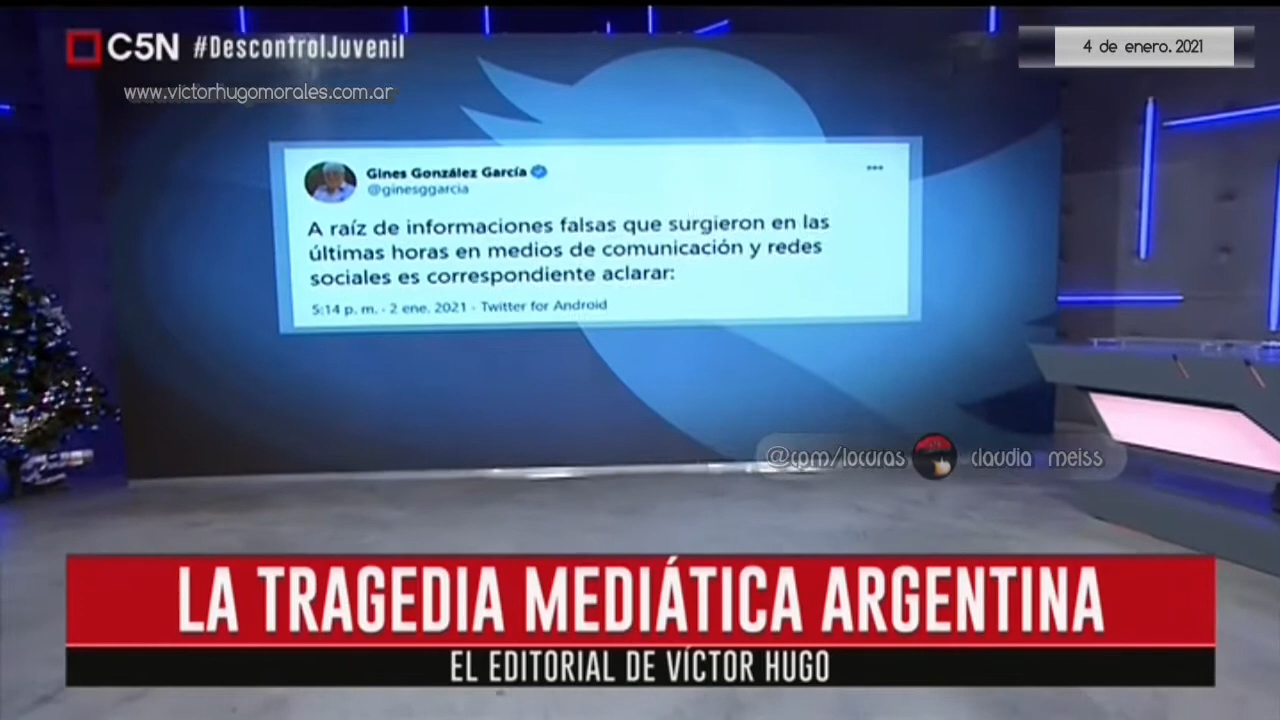 C5N #DescontrolJuvenil
4 de enero. 2021
www.victorhugomorales.com.ar
Gines González García
@ginesggarcia
A raíz de informaciones falsas que surgieron en las
últimas horas en medios de comunicación y redes
sociales es correspondiente aclarar:
5:14 p. m. · 2 ene. 2021 · Twitter for Android
@cpm/locuras claudia meiss
LA TRAGEDIA MEDIÁTICA ARGENTINA
EL EDITORIAL DE VÍCTOR HUGO